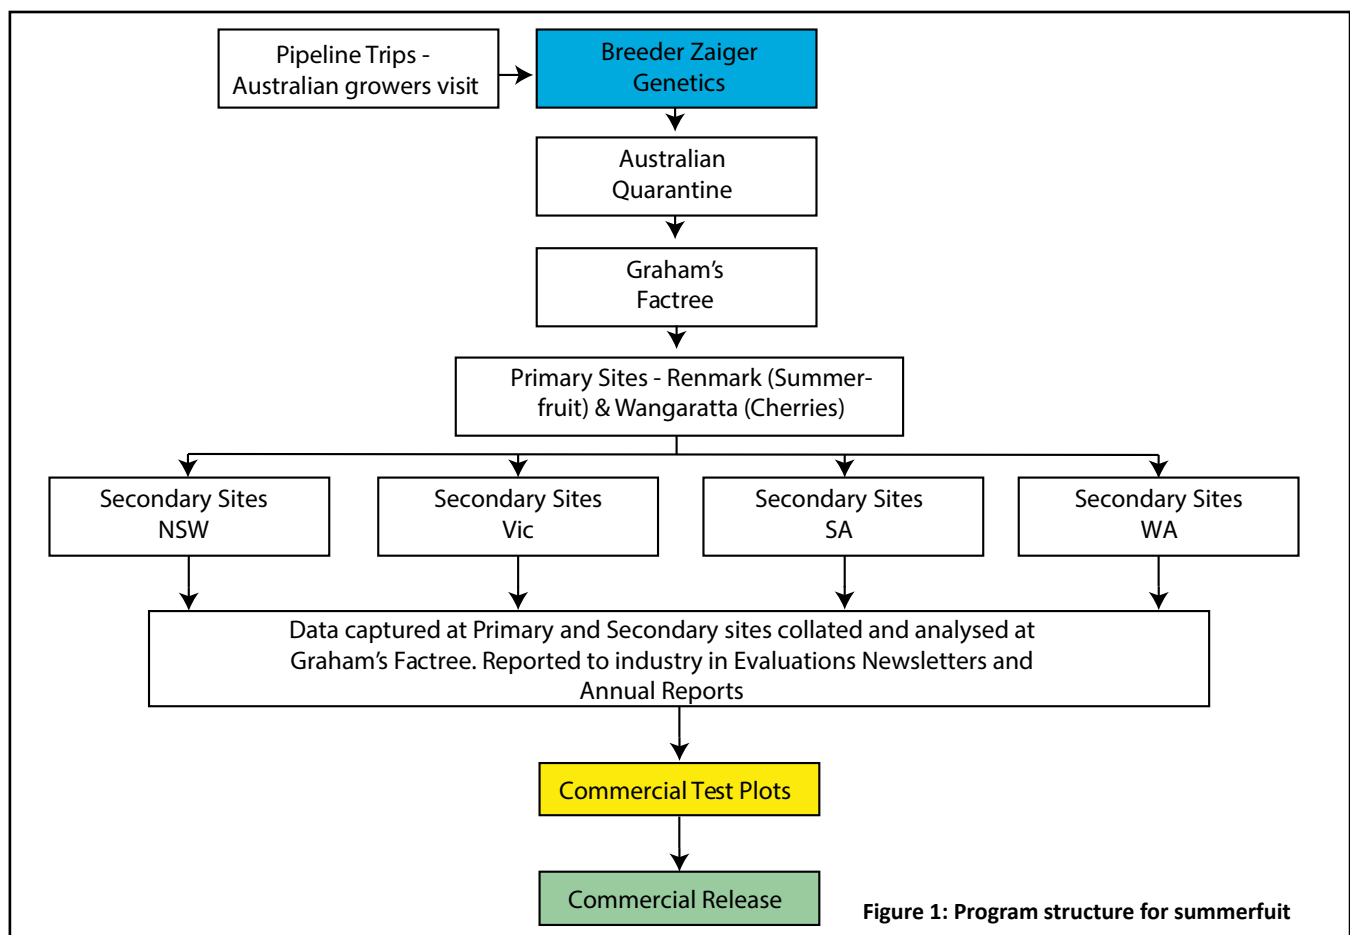 Pipeline Trips -
Australian growers visit
Breeder Zaiger
Genetics
Australian
Quarantine
Graham’s
Factree
Primary Sites - Renmark (Summer-
fruit) & Wangaratta (Cherries)
Secondary Sites
NSW
Secondary Sites
Vic
Secondary Sites
SA
Secondary Sites
WA
Data captured at Primary and Secondary sites collated and analysed at
Graham’s Factree. Reported to industry in Evaluations Newsletters and
Annual Reports
Commercial Test Plots
Commercial Release
Figure 1: Program structure for summerfuit